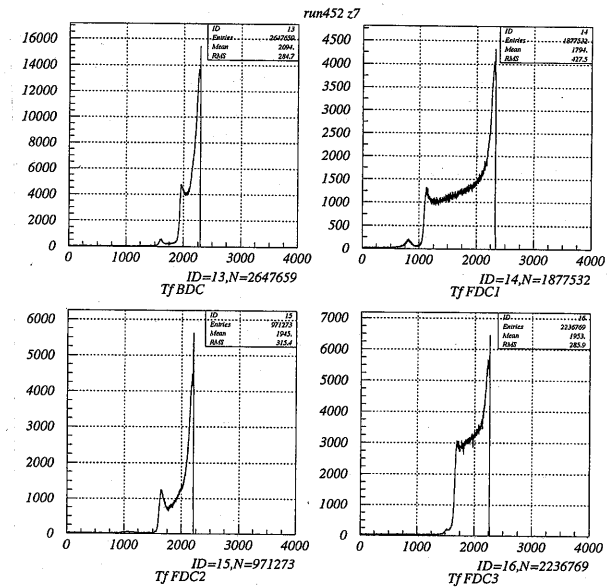 run452 z7
ID 13
Entries 2647659
Mean 2094.
RMS 284.7
16000
14000
12000
10000
8000
6000
4000
2000
0
0 1000 2000 3000 4000
ID=13,N=2647659
Tf BDC
ID 14
Entries 1877532
Mean 1794.
RMS 427.5
4500
4000
3500
3000
2500
2000
1500
1000
500
0
0 1000 2000 3000 4000
ID=14,N=1877532
Tf FDC1
ID 15
Entries 971273
Mean 1945.
RMS 315.4
6000
5000
4000
3000
2000
1000
0
0 1000 2000 3000 4000
ID=15,N=971273
Tf FDC2
ID 16.
Entries 2236769
Mean 1953.
RMS 285.9
7000
6000
5000
4000
3000
2000
1000
0
0 1000 2000 3000 4000
ID=16,N=2236769
Tf FDC3